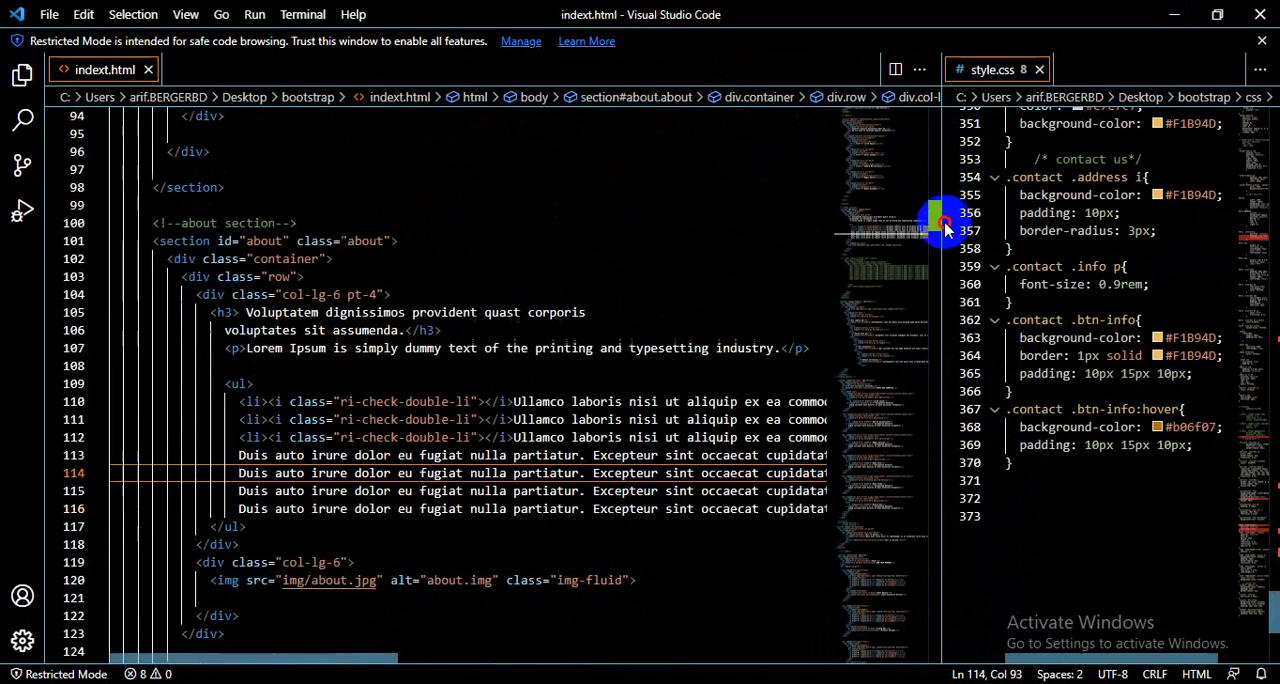 File Edit Selection View Go Run Terminal Help
indext.html - Visual Studio Code
Restricted Mode is intended for safe code browsing. Trust this window to enable all features. Manage Learn More
indext.html
C: > Users > arif.BERGERBD > Desktop > bootstrap > indext.html > html > body > section#about.about > div.container > div.row > div.col-l
94 </div>
95
96 </div>
97
98 </section>
99
100 <!--about section-->
101 <section id="about" class="about">
102 <div class="container">
103 <div class="row">
104 <div class="col-lg-6 pt-4">
105 <h3> Voluptatem dignissimos provident quast corporis
106 voluptates sit assumenda.</h3>
107 <p>Lorem Ipsum is simply dummy text of the printing and typesetting industry.</p>
108
109 <ul>
110 <li><i class="ri-check-double-li"></i>Ullamco laboris nisi ut aliquip ex ea commod
111 <li><i class="ri-check-double-li"></i>Ullamco laboris nisi ut aliquip ex ea commod
112 <li><i class="ri-check-double-li"></i>Ullamco laboris nisi ut aliquip ex ea commod
113 Duis auto irure dolor eu fugiat nulla partiatur. Excepteur sint occaecat cupidatat
114 Duis auto irure dolor eu fugiat nulla partiatur. Excepteur sint occaecat cupidatat
115 Duis auto irure dolor eu fugiat nulla partiatur. Excepteur sint occaecat cupidatat
116 Duis auto irure dolor eu fugiat nulla partiatur. Excepteur sint occaecat cupidatat
117 </ul>
118 </div>
119 <div class="col-lg-6">
120 <img src="img/about.jpg" alt="about.img" class="img-fluid">
121
122 </div>
123 </div>
124
# style.css 8
C: > Users > arif.BERGERBD > Desktop > bootstrap > css >
351 background-color: #F1B94D;
352 }
353 /* contact us*/
354 .contact .address i{
355 background-color: #F1B94D;
356 padding: 10px;
357 border-radius: 3px;
358 }
359 .contact .info p{
360 font-size: 0.9rem;
361 }
362 .contact .btn-info{
363 background-color: #F1B94D;
364 border: 1px solid #F1B94D;
365 padding: 10px 15px 10px;
366 }
367 .contact .btn-info:hover{
368 background-color: #b06f07;
369 padding: 10px 15px 10px;
370 }
371
372
373
Activate Windows
Go to Settings to activate Windows.
Restricted Mode 8 0
Ln 114, Col 93 Spaces: 2 UTF-8 CRLF HTML